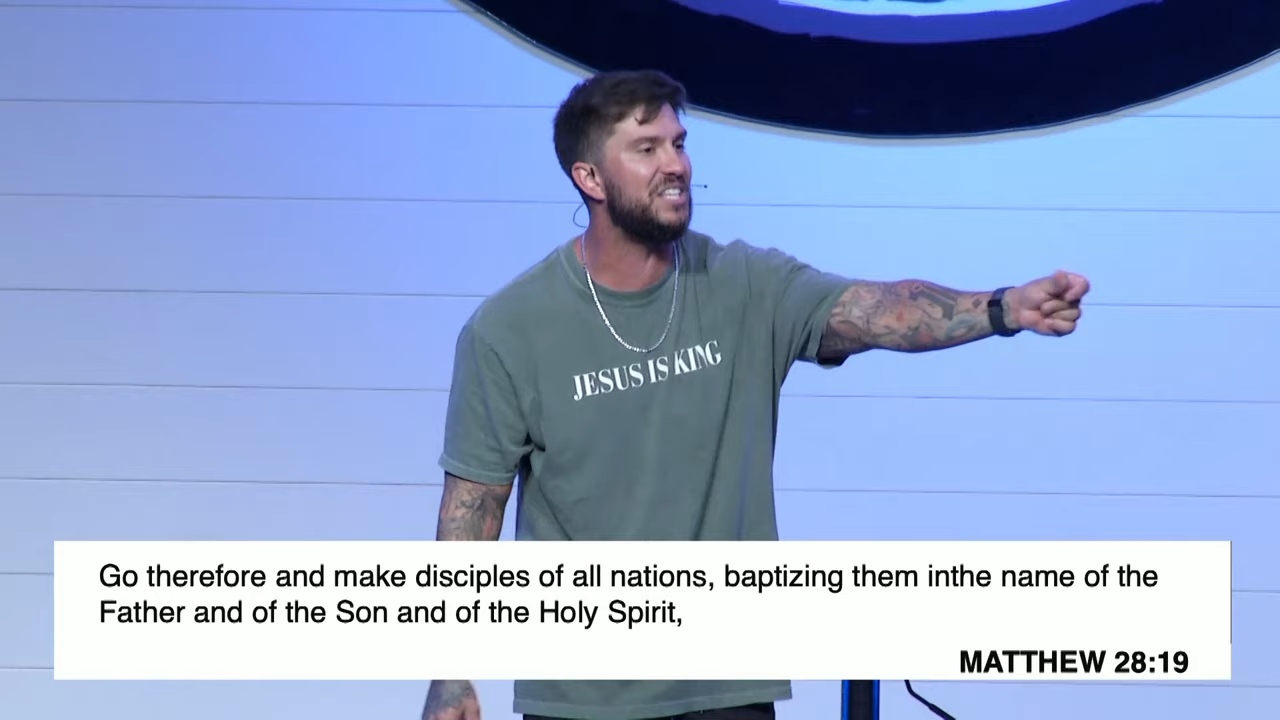 JESUS IS KING
Go therefore and make disciples of all nations, baptizing them inthe name of the
Father and of the Son and of the Holy Spirit,
MATTHEW 28:19